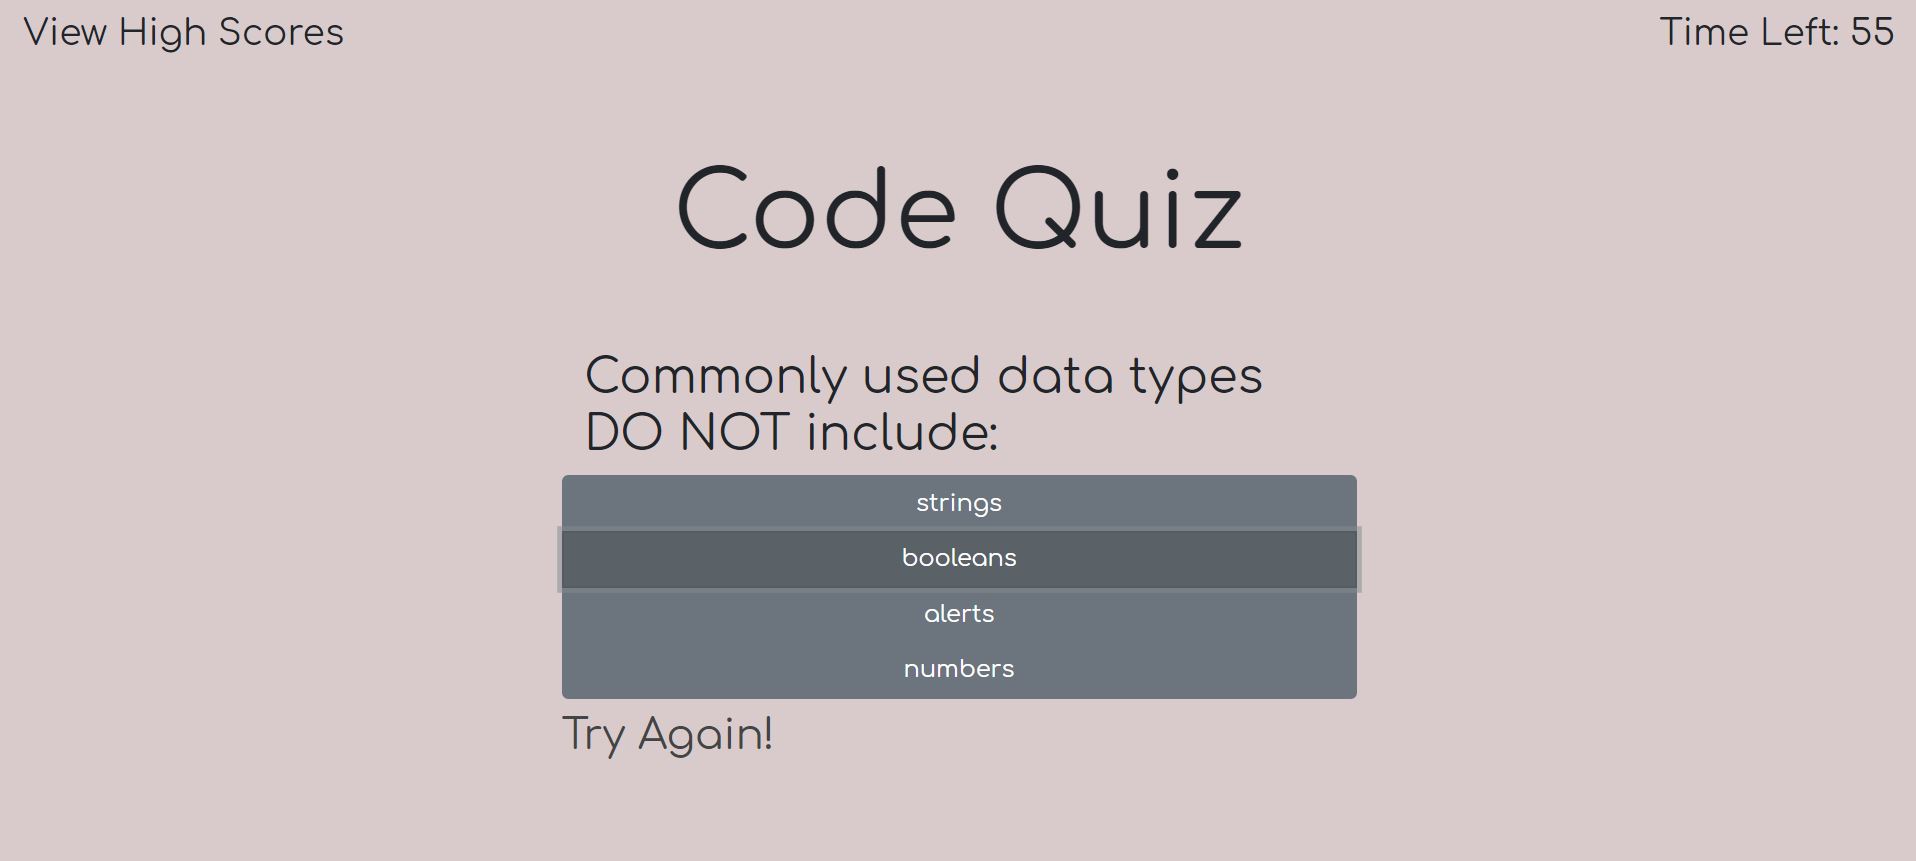 View High Scores
Time Left: 55
Code Quiz
Commonly used data types
DO NOT include:
strings
booleans
alerts
numbers
Try Again!